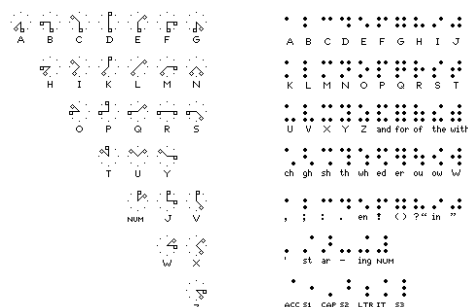 A B C D E F G
H I K L M N
O P Q R S
T U Y
NUM J V
W X
Z
A B C D E F G H I J
K L M N O P Q R S T
U V X Y Z and for of the with
ch gh sh th wh ed er ou ow W
, ; : . en ! () ?“ in ”
' st ar - ing NUM
ACC S1 CAP S2 LTR IT S3